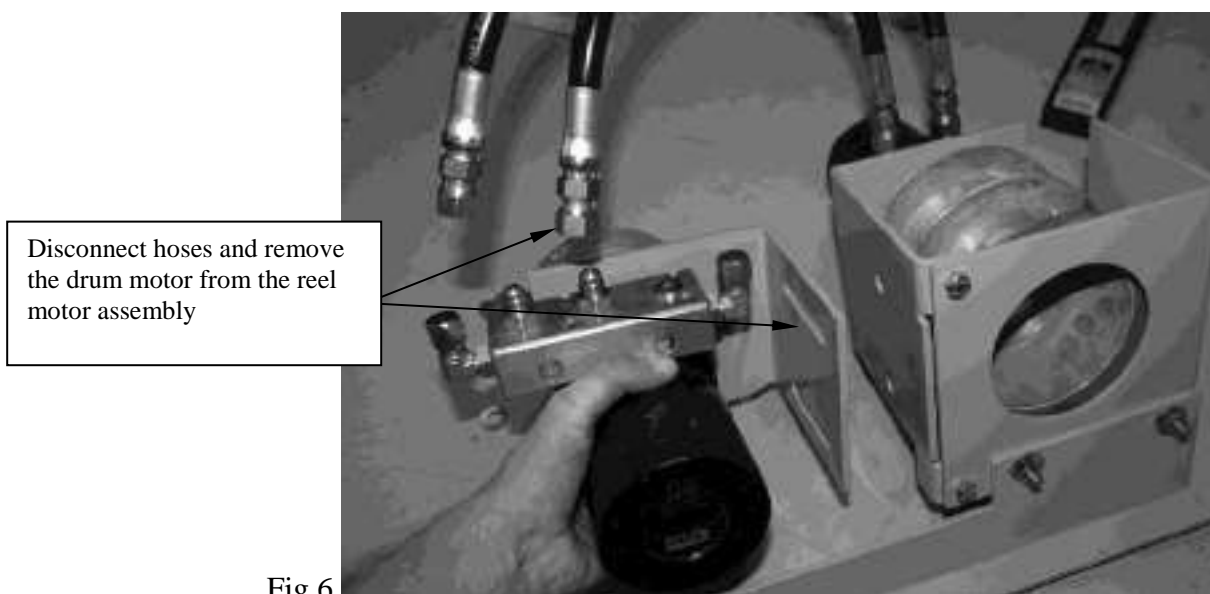 Disconnect hoses and remove
the drum motor from the reel
motor assembly
Fig 6